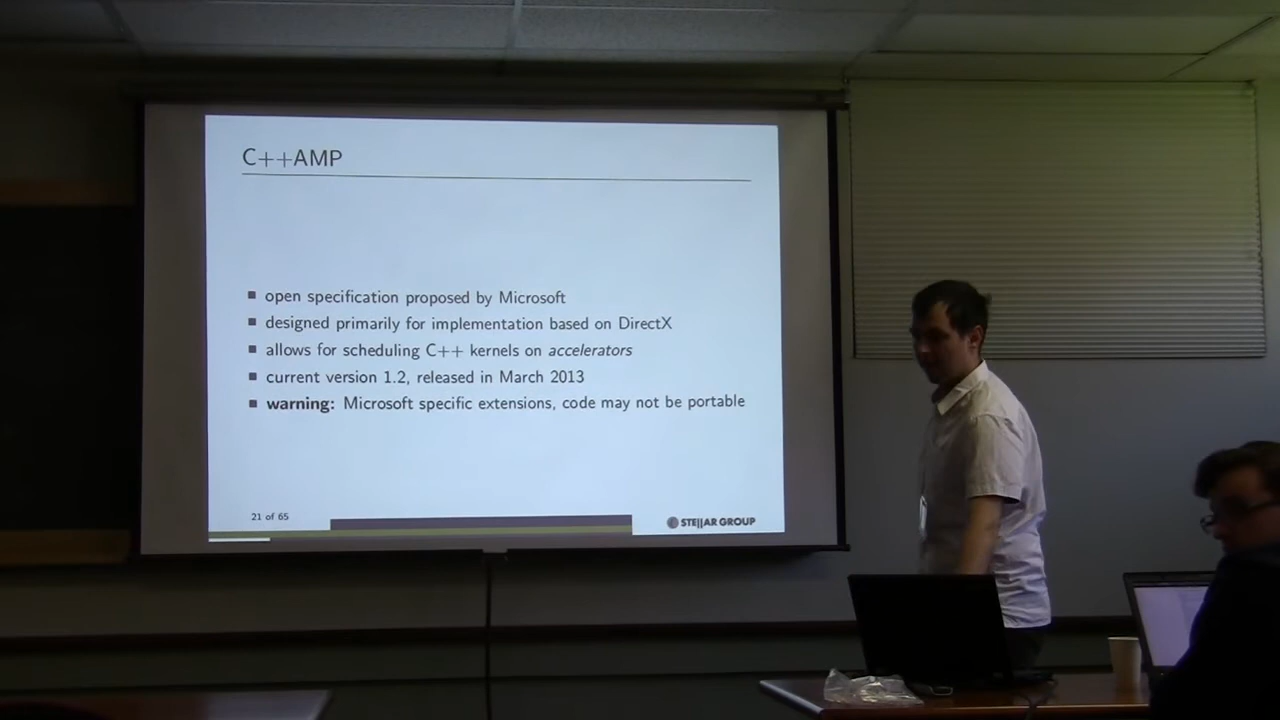 C++AMP
■ open specification proposed by Microsoft
■ designed primarily for implementation based on DirectX
■ allows for scheduling C++ kernels on accelerators
■ current version 1.2, released in March 2013
■ warning: Microsoft specific extensions, code may not be portable
21 of 65
STE||AR GROUP